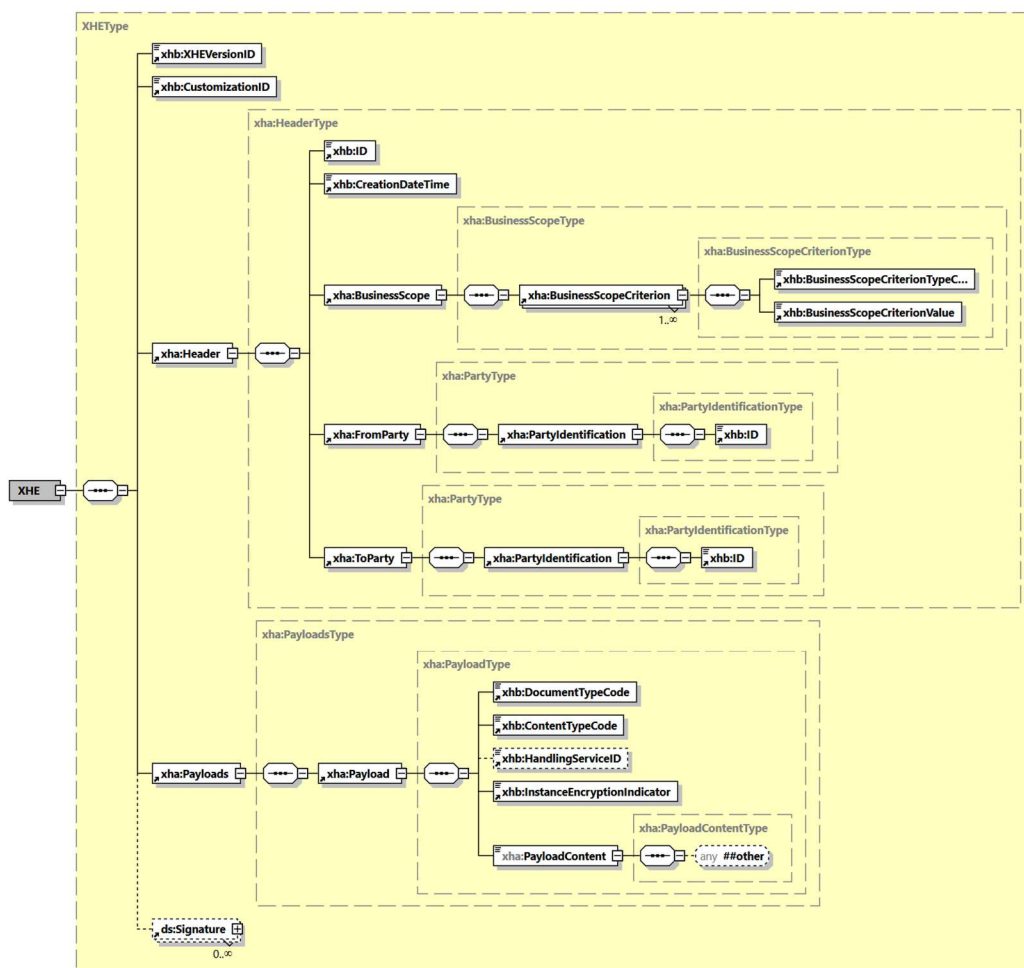 XHEType
xhb:XHEVersionID
xhb:CustomizationID
xha:HeaderType
xhb:ID
xhb:CreationDateTime
xha:BusinessScopeType
xha:BusinessScopeCriterionType
xhb:BusinessScopeCriterionTypeC...
xha:BusinessScope
xha:BusinessScopeCriterion
xhb:BusinessScopeCriterionValue
1..∞
xha:Header
xha:PartyType
xha:PartyIdentificationType
xha:FromParty
xha:PartyIdentification
xhb:ID
XHE
xha:PartyType
xha:PartyIdentificationType
xha:ToParty
xha:PartyIdentification
xhb:ID
xha:PayloadsType
xha:PayloadType
xhb:DocumentTypeCode
xhb:ContentTypeCode
xhb:HandlingServiceID
xha:Payloads
xha:Payload
xhb:InstanceEncryptionIndicator
xha:PayloadContentType
xha:PayloadContent
any ##other
ds:Signature
0..∞